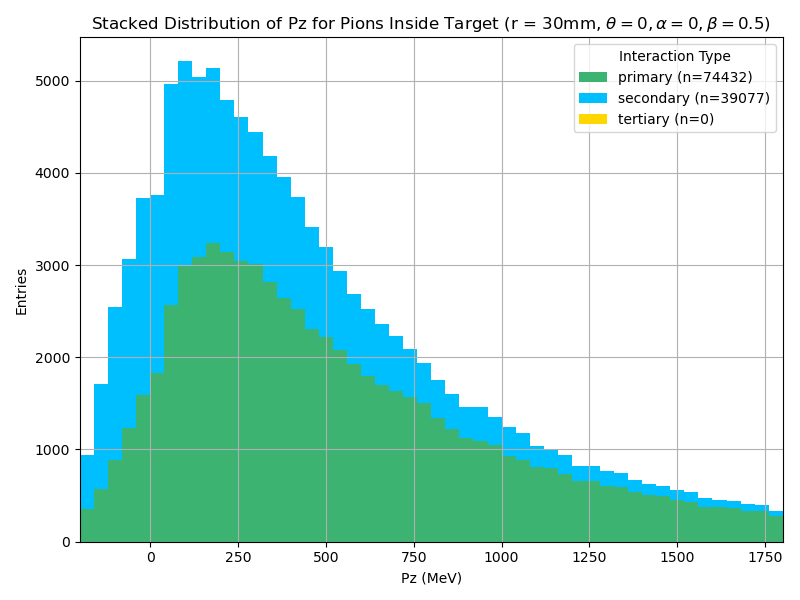 Stacked Distribution of Pz for Pions Inside Target (r = 30mm, θ = 0, α = 0, β = 0.5)
Interaction Type
primary (n=74432)
secondary (n=39077)
tertiary (n=0)
5000
4000
3000
2000
1000
0
Entries
0 250 500 750 1000 1250 1500 1750
Pz (MeV)